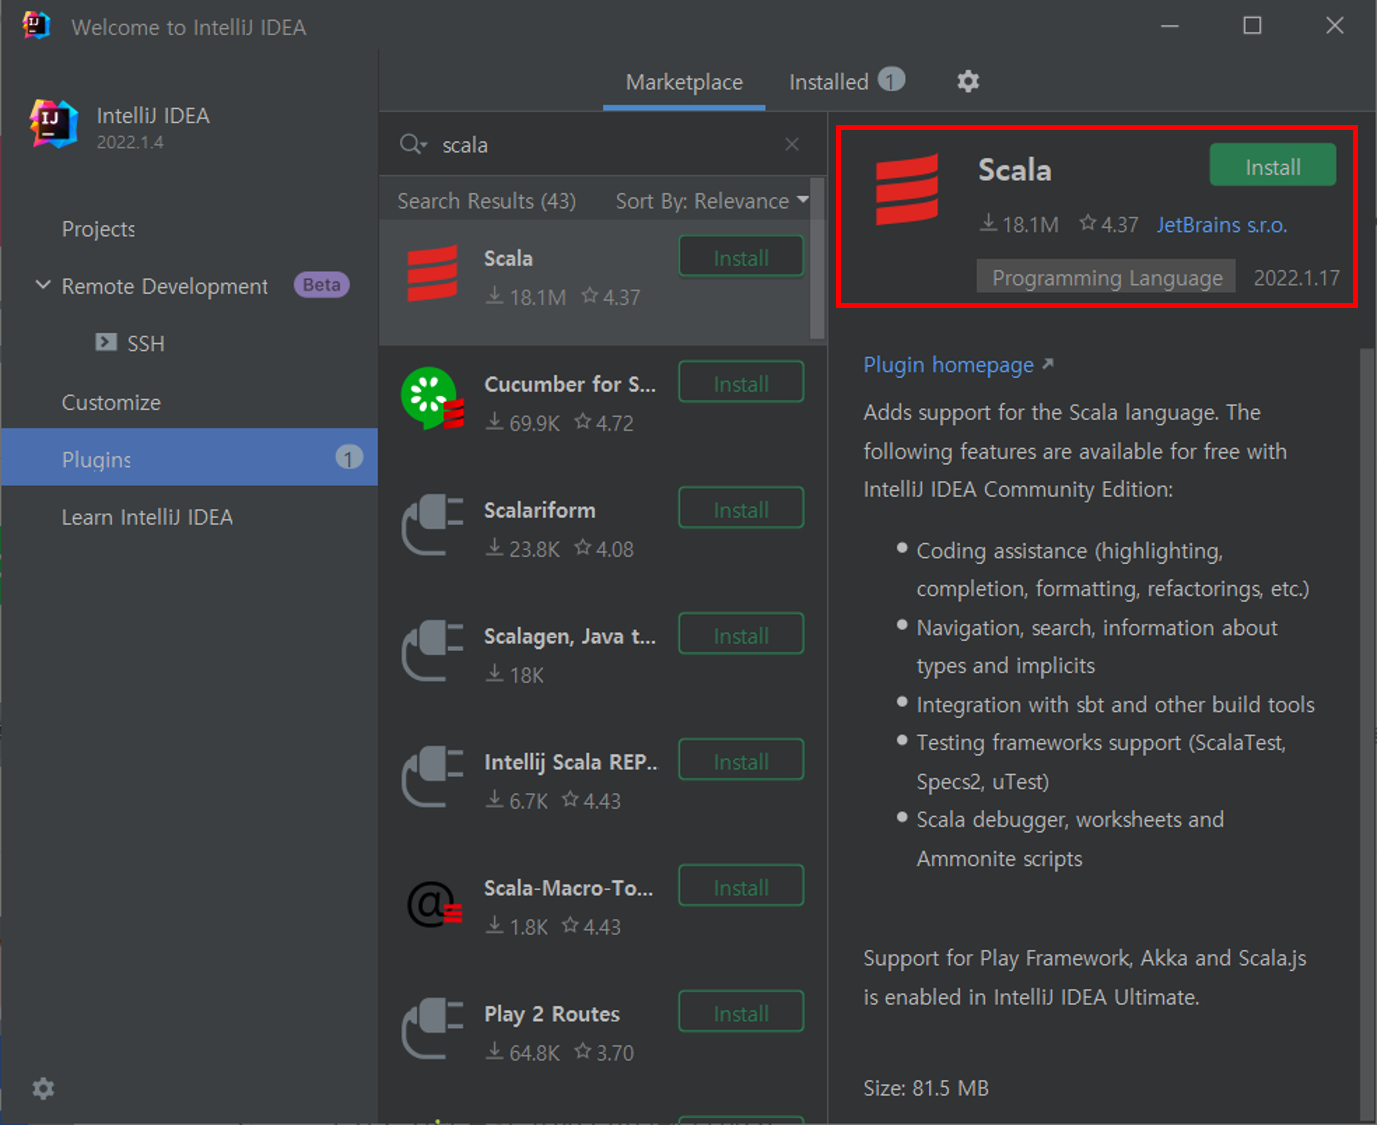 Welcome to IntelliJ IDEA
IntelliJ IDEA
2022.1.4
Projects
Remote Development Beta
SSH
Customize
Plugins 1
Learn IntelliJ IDEA
Marketplace Installed 1
scala
Search Results (43) Sort By: Relevance
Scala Install
18.1M 4.37
Cucumber for S... Install
69.9K 4.72
Scalariform Install
23.8K 4.08
Scalagen, Java t... Install
18K
Intellij Scala REP.. Install
6.7K 4.43
Scala-Macro-To... Install
1.8K 4.43
Play 2 Routes Install
64.8K 3.70
Scala Install
18.1M 4.37 JetBrains s.r.o.
Programming Language 2022.1.17
Plugin homepage
Adds support for the Scala language. The
following features are available for free with
IntelliJ IDEA Community Edition:
Coding assistance (highlighting,
completion, formatting, refactorings, etc.)
Navigation, search, information about
types and implicits
Integration with sbt and other build tools
Testing frameworks support (ScalaTest,
Specs2, uTest)
Scala debugger, worksheets and
Ammonite scripts
Support for Play Framework, Akka and Scala.js
is enabled in IntelliJ IDEA Ultimate.
Size: 81.5 MB